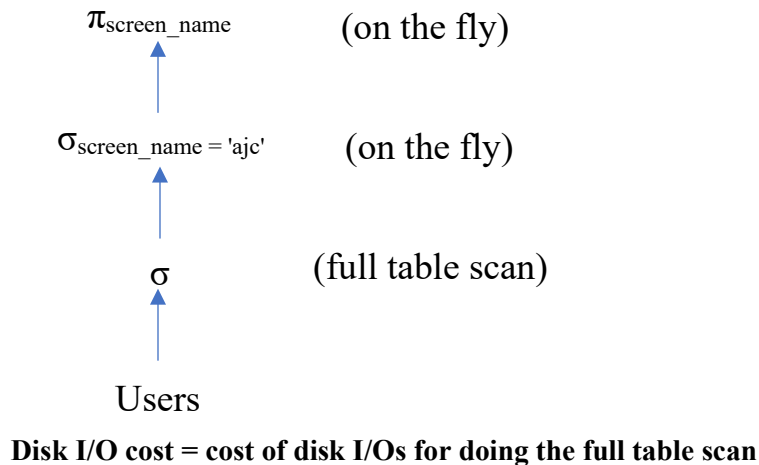 πscreen_name (on the fly)
σscreen_name = 'ajc' (on the fly)
σ (full table scan)
Users
Disk I/O cost = cost of disk I/Os for doing the full table scan